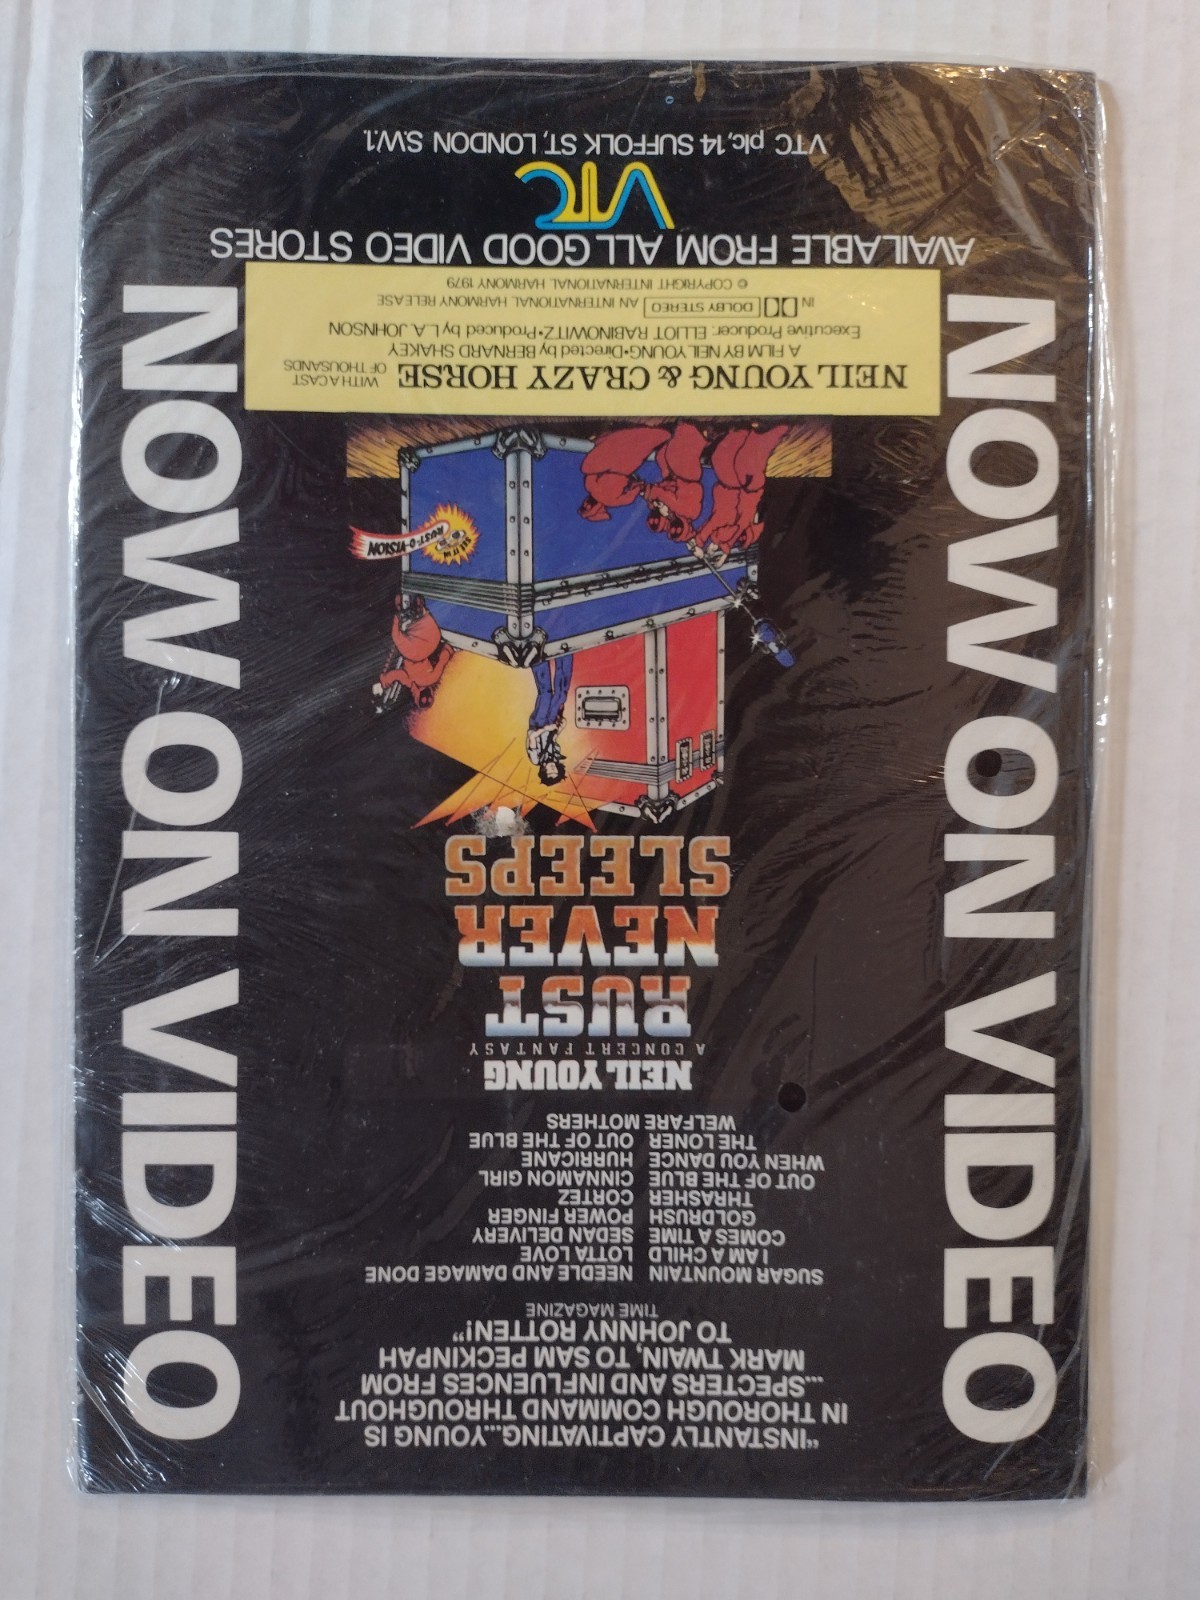 "INSTANTLY CAPTIVATING...YOUNG IS
IN THOROUGH COMMAND THROUGHOUT
...SPECTERS AND INFLUENCES FROM
MARK TWAIN, TO SAM PECKINPAH
TO JOHNNY ROTTEN!"
TIME MAGAZINE
SUGAR MOUNTAIN NEEDLE AND DAMAGE DONE
I AM A CHILD LOTTA LOVE
COMES A TIME SEDAN DELIVERY
GOLDRUSH POWER FINGER
THRASHER CORTEZ
OUT OF THE BLUE CINNAMON GIRL
WHEN YOU DANCE HURRICANE
THE LONER OUT OF THE BLUE
WELFARE MOTHERS
NEIL YOUNG
A CONCERT FANTASY
RUST
NEVER
SLEEPS
SEE IT IN
RUST-O-VISION
NEIL YOUNG & CRAZY HORSE WITH A CAST
OF THOUSANDS
A FILM BY NEIL YOUNG•Directed by BERNARD SHAKEY
Executive Producer: ELLIOT RABINOWITZ•Produced by L.A. JOHNSON
IN DOLBY STEREO AN INTERNATIONAL HARMONY RELEASE
© COPYRIGHT INTERNATIONAL HARMONY 1979
AVAILABLE FROM ALL GOOD VIDEO STORES
VTC
VTC plc, 14 SUFFOLK ST, LONDON S.W.1.
NOW ON VIDEO
NOW ON VIDEO